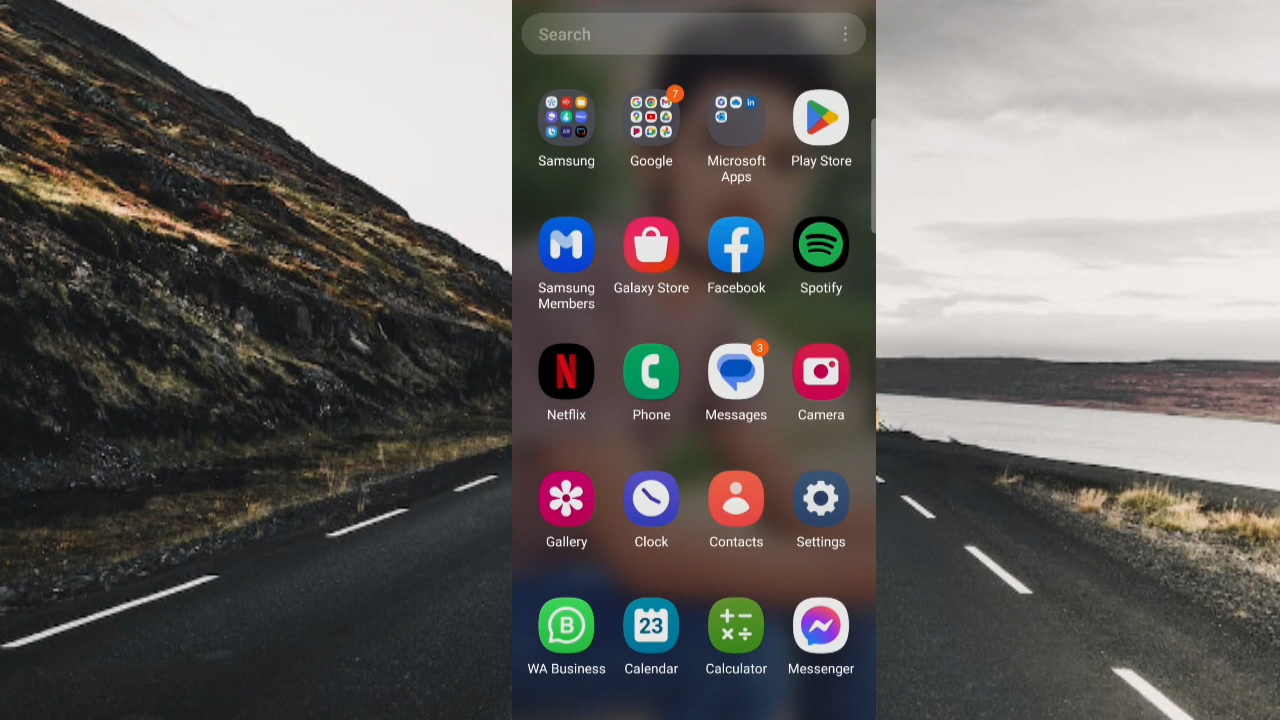 Search
7
Samsung
Google
Microsoft
Apps
Play Store
Samsung
Members
Galaxy Store
Facebook
Spotify
3
Netflix
Phone
Messages
Camera
Gallery
Clock
Contacts
Settings
B
23
WA Business
Calendar
Calculator
Messenger